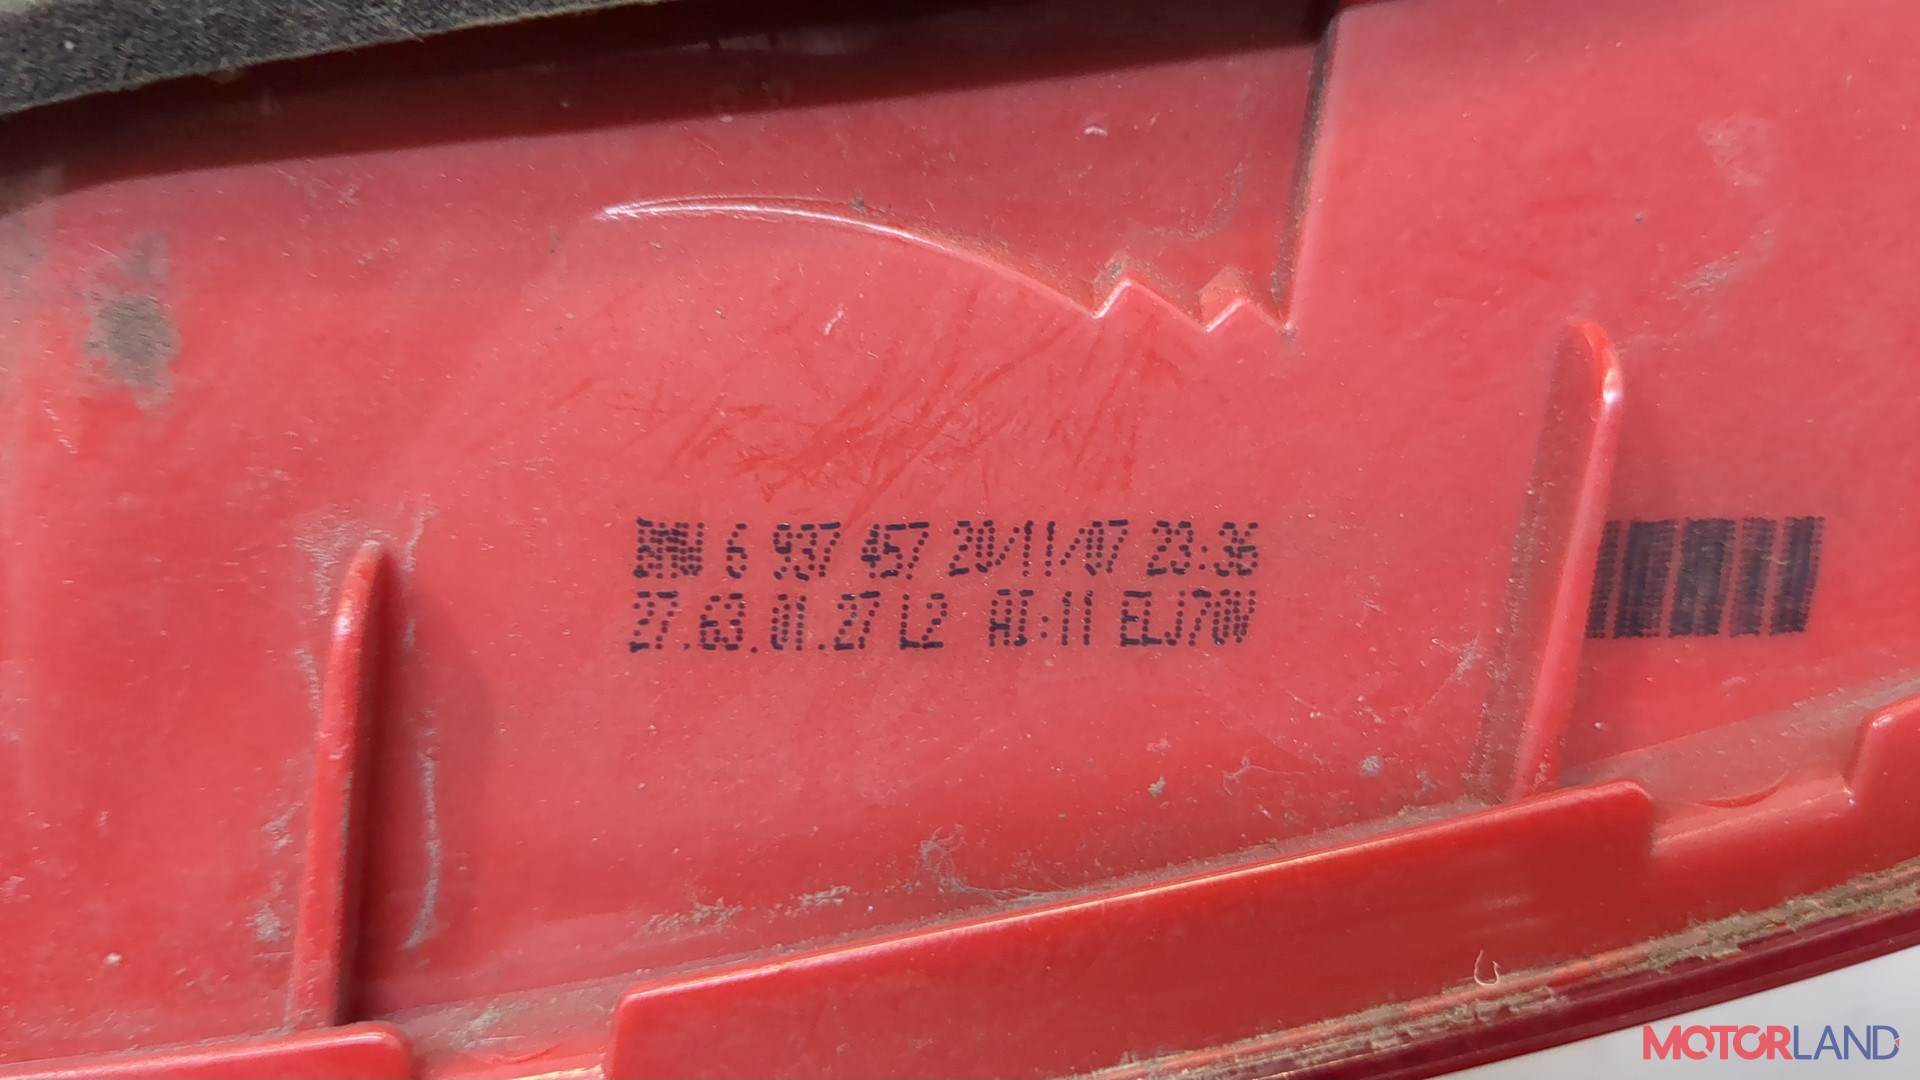 BMW 6 937 457 20/11/07 23:36
27.63.01.27 L2 AI:11 ELJ70V
MOTORLAND